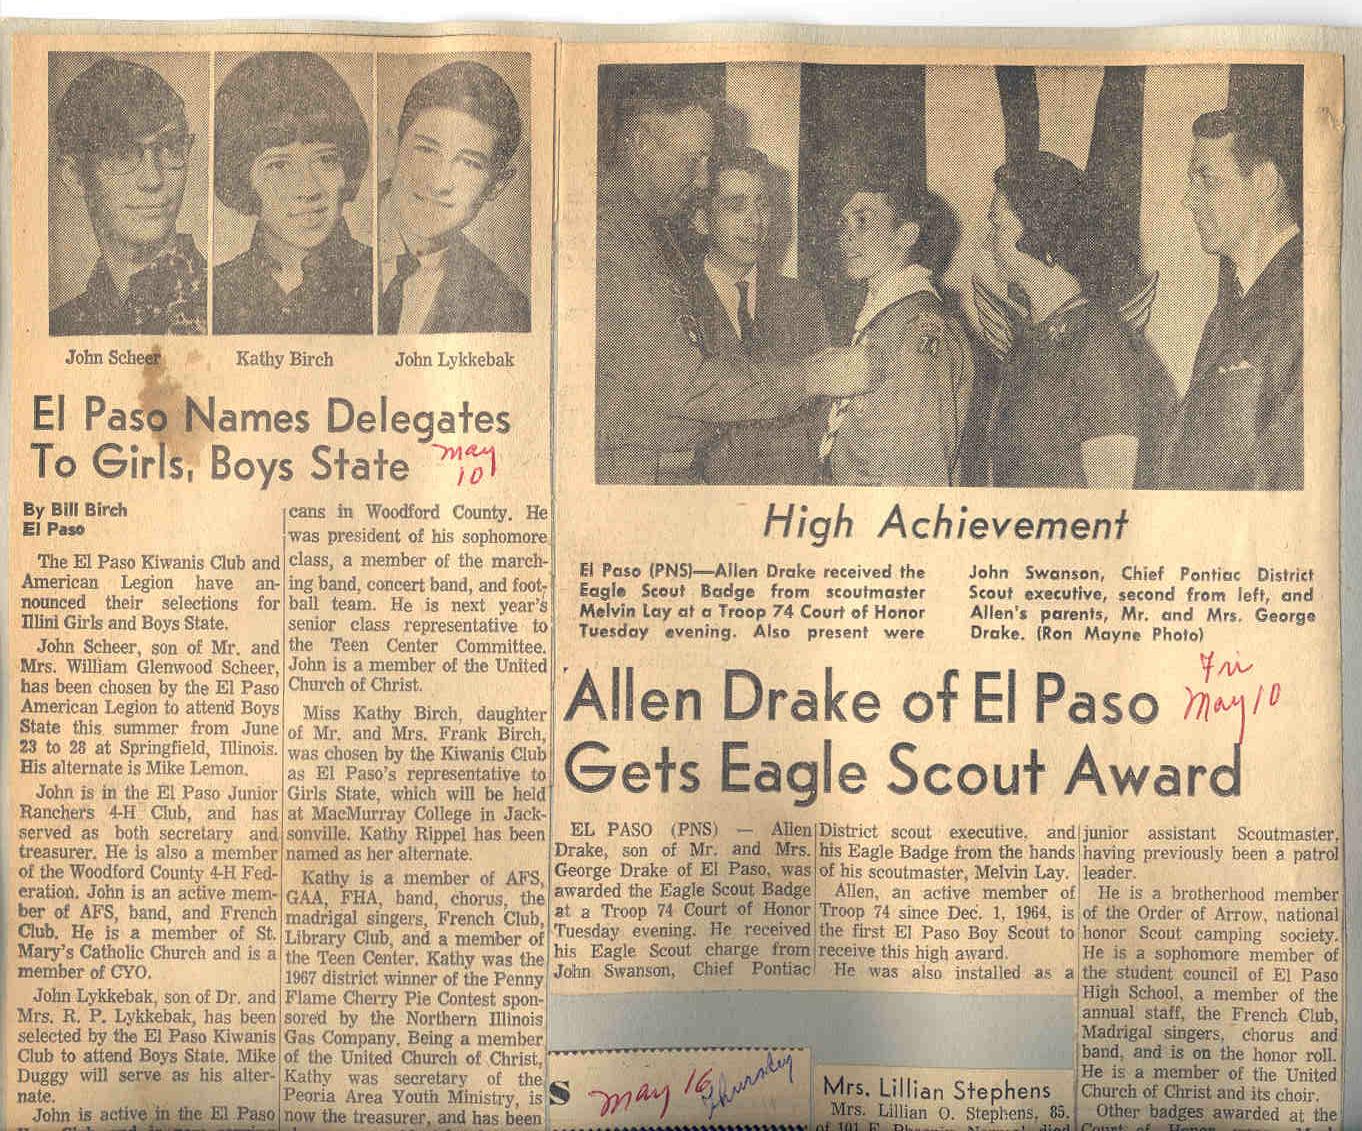 John Scheer
Kathy Birch
John Lykkebak
El Paso Names Delegates
To Girls, Boys State
May
10
By Bill Birch
El Paso
The El Paso Kiwanis Club and
American Legion have an-
nounced their selections for
Illini Girls and Boys State.
John Scheer, son of Mr. and
Mrs. William Glenwood Scheer,
has been chosen by the El Paso
American Legion to attend Boys
State this summer from June
23 to 28 at Springfield, Illinois.
His alternate is Mike Lemon.
John is in the El Paso Junior
Ranchers 4-H Club, and has
served as both secretary and
treasurer. He is also a member
of the Woodford County 4-H Fed-
eration. John is an active mem-
ber of AFS, band, and French
Club. He is a member of St.
Mary's Catholic Church and is a
member of CYO.
John Lykkebak, son of Dr. and
Mrs. R. P. Lykkebak, has been
selected by the El Paso Kiwanis
Club to attend Boys State. Mike
Duggy will serve as his alter-
nate.
John is active in the El Paso
cans in Woodford County. He
was president of his sophomore
class, a member of the march-
ing band, concert band, and foot-
ball team. He is next year's
senior class representative to
the Teen Center Committee.
John is a member of the United
Church of Christ.
Miss Kathy Birch, daughter
of Mr. and Mrs. Frank Birch,
was chosen by the Kiwanis Club
as El Paso's representative to
Girls State, which will be held
at MacMurray College in Jack-
sonville. Kathy Rippel has been
named as her alternate.
Kathy is a member of AFS,
GAA, FHA, band, chorus, the
madrigal singers, French Club,
Library Club, and a member of
the Teen Center. Kathy was the
1967 district winner of the Penny
Flame Cherry Pie Contest spon-
sored by the Northern Illinois
Gas Company. Being a member
of the United Church of Christ,
Kathy was secretary of the
Peoria Area Youth Ministry, is
now the treasurer, and has been
High Achievement
El Paso (PNS)—Allen Drake received the
Eagle Scout Badge from scoutmaster
Melvin Lay at a Troop 74 Court of Honor
Tuesday evening. Also present were
John Swanson, Chief Pontiac District
Scout executive, second from left, and
Allen's parents, Mr. and Mrs. George
Drake. (Ron Mayne Photo)
Allen Drake of El Paso
Gets Eagle Scout Award
Fri
May 10
EL PASO (PNS) — Allen
Drake, son of Mr. and Mrs.
George Drake of El Paso, was
awarded the Eagle Scout Badge
at a Troop 74 Court of Honor
Tuesday evening. He received
his Eagle Scout charge from
John Swanson, Chief Pontiac
District scout executive, and
his Eagle Badge from the hands
of his scoutmaster, Melvin Lay.
Allen, an active member of
Troop 74 since Dec. 1, 1964, is
the first El Paso Boy Scout to
receive this high award.
He was also installed as a
junior assistant Scoutmaster,
having previously been a patrol
leader.
He is a brotherhood member
of the Order of Arrow, national
honor Scout camping society.
He is a sophomore member of
the student council of El Paso
High School, a member of the
annual staff, the French Club,
Madrigal singers, chorus and
band, and is on the honor roll.
He is a member of the United
Church of Christ and its choir.
Other badges awarded at the
S
May 16
Thursday
Mrs. Lillian Stephens
Mrs. Lillian O. Stephens, 85,